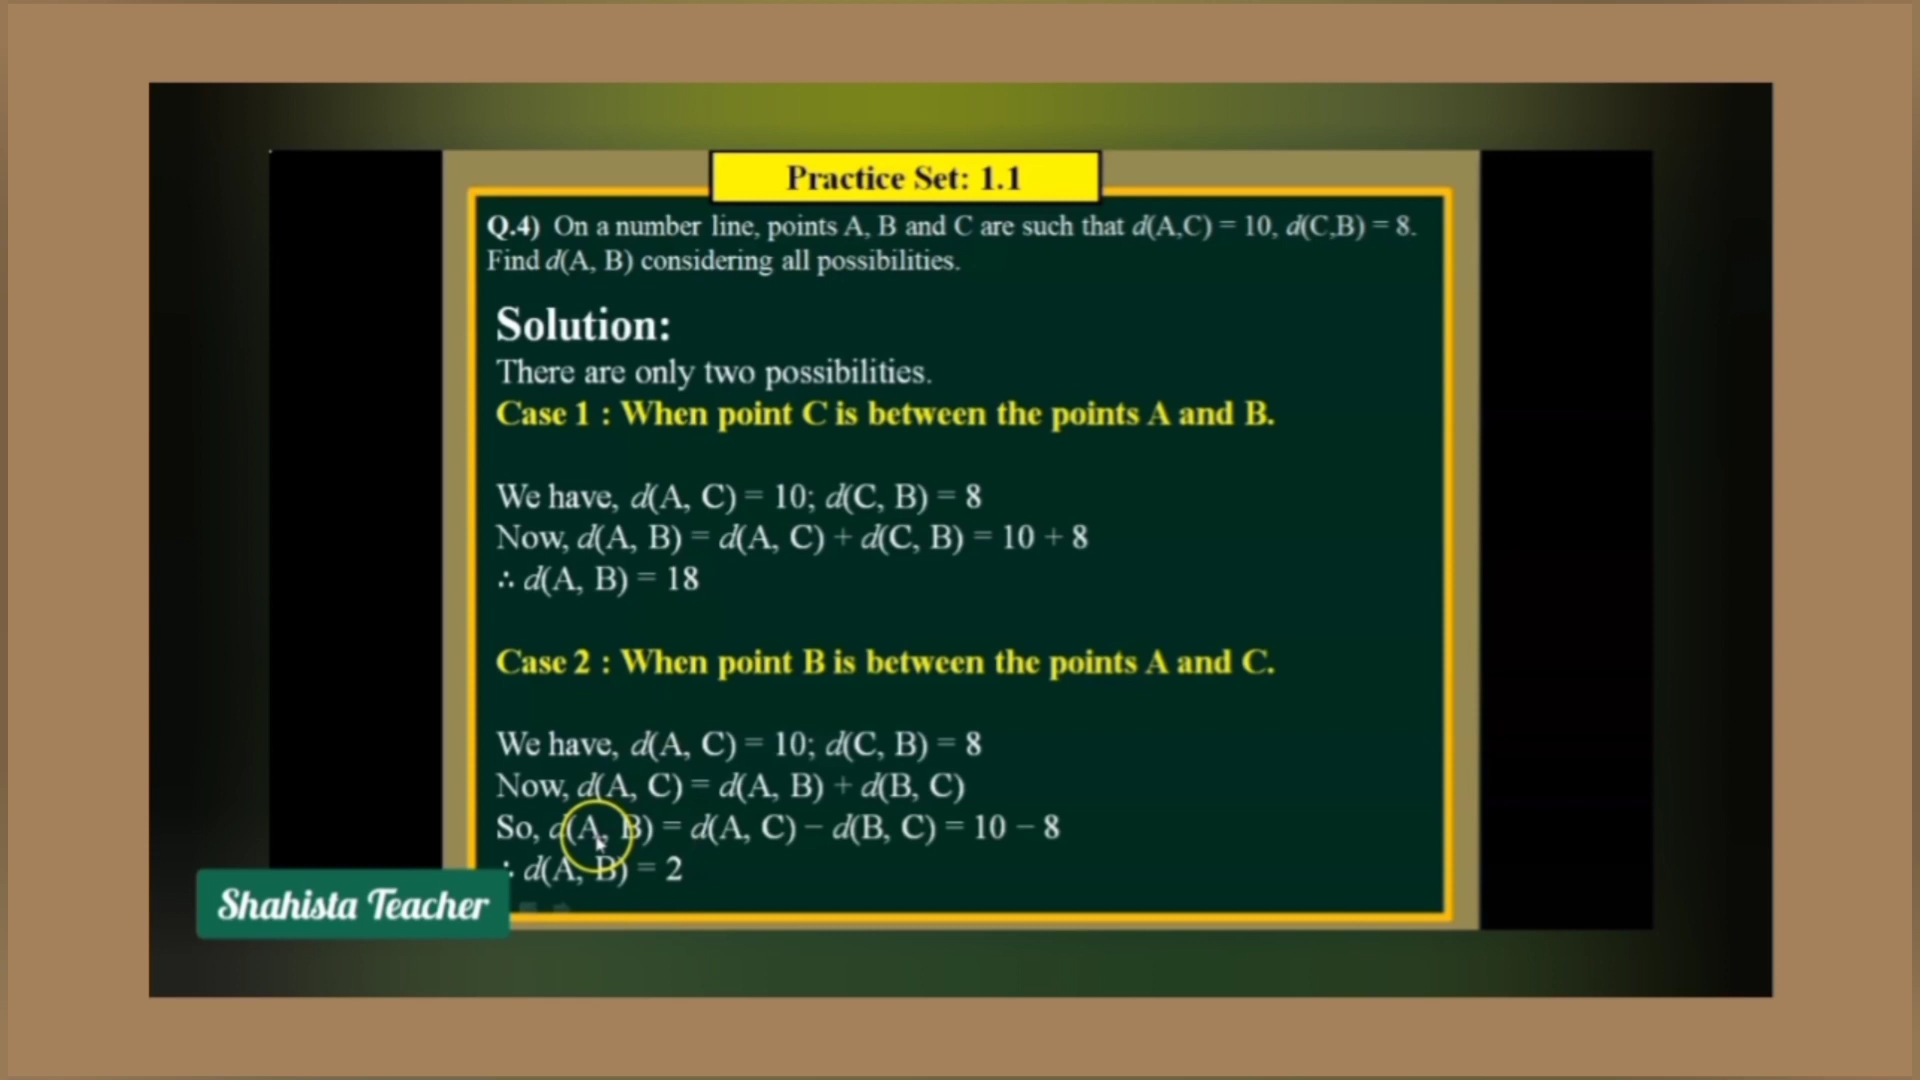 Practice Set: 1.1
Q.4) On a number line, points A, B and C are such that d(A,C) = 10, d(C,B) = 8.
Find d(A, B) considering all possibilities.
Solution:
There are only two possibilities.
Case 1 : When point C is between the points A and B.
We have, d(A, C) = 10; d(C, B) = 8
Now, d(A, B) = d(A, C) + d(C, B) = 10 + 8
∴ d(A, B) = 18
Case 2 : When point B is between the points A and C.
We have, d(A, C) = 10; d(C, B) = 8
Now, d(A, C) = d(A, B) + d(B, C)
So, d(A, B) = d(A, C) − d(B, C) = 10 − 8
∴ d(A, B) = 2
Shahista Teacher